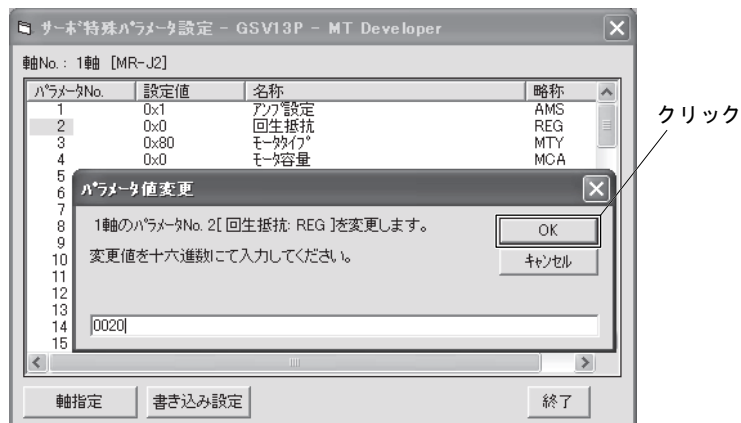 サーボ特殊パラメータ設定 - GSV13P - MT Developer
軸No.: 1軸 [MR-J2]
パラメータNo. 設定値 名称 略称
1 0x1 アンプ設定 AMS
2 0x0 回生抵抗 REG
3 0x80 モータタイプ MTY
4 0x0 モータ容量 MCA
5
6
7
8
9
10
11
12
13
14
15
クリック
パラメータ値変更
1軸のパラメータNo. 2[ 回生抵抗: REG ]を変更します。
変更値を十六進数にて入力してください。
OK
キャンセル
0020
軸指定 書き込み設定 終了